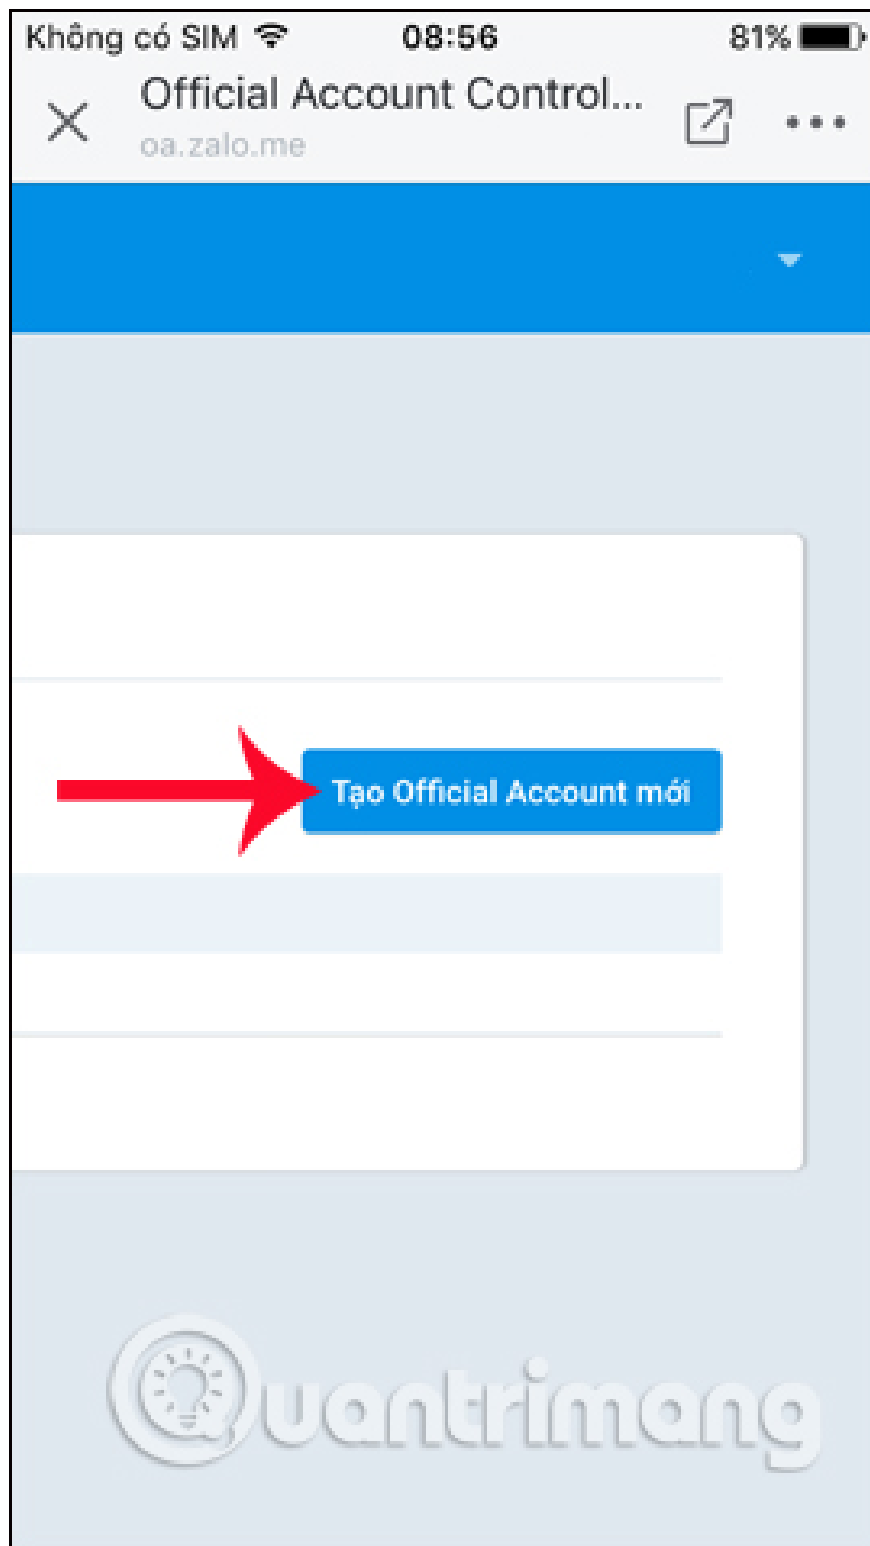 Không có SIM 08:56 81%
Official Account Control...
oa.zalo.me
Tạo Official Account mới
Quantrimang